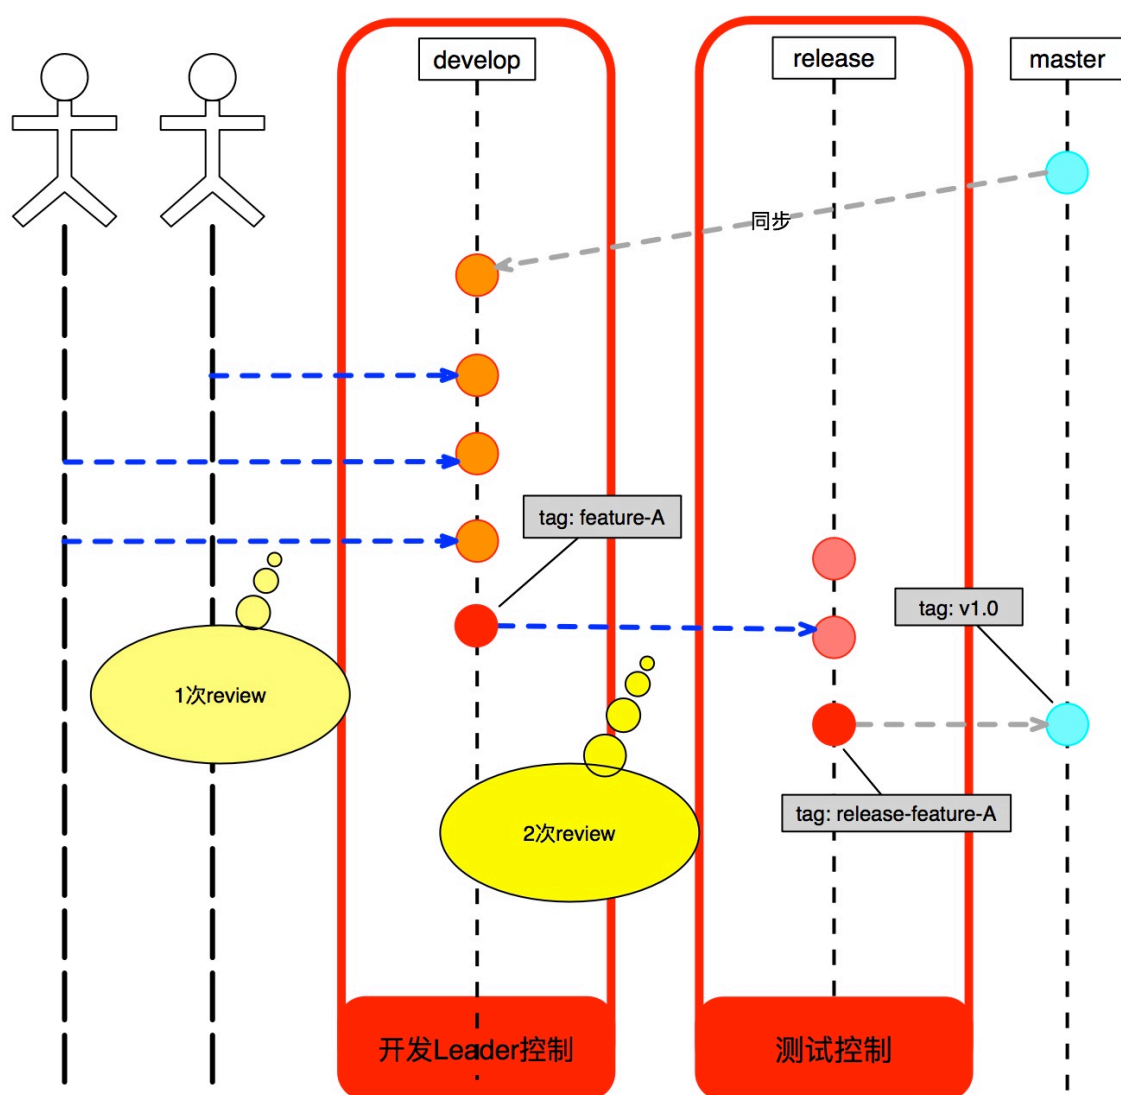 develop
release
master
同步
tag: feature-A
tag: v1.0
1次review
tag: release-feature-A
2次review
开发Leader控制
测试控制